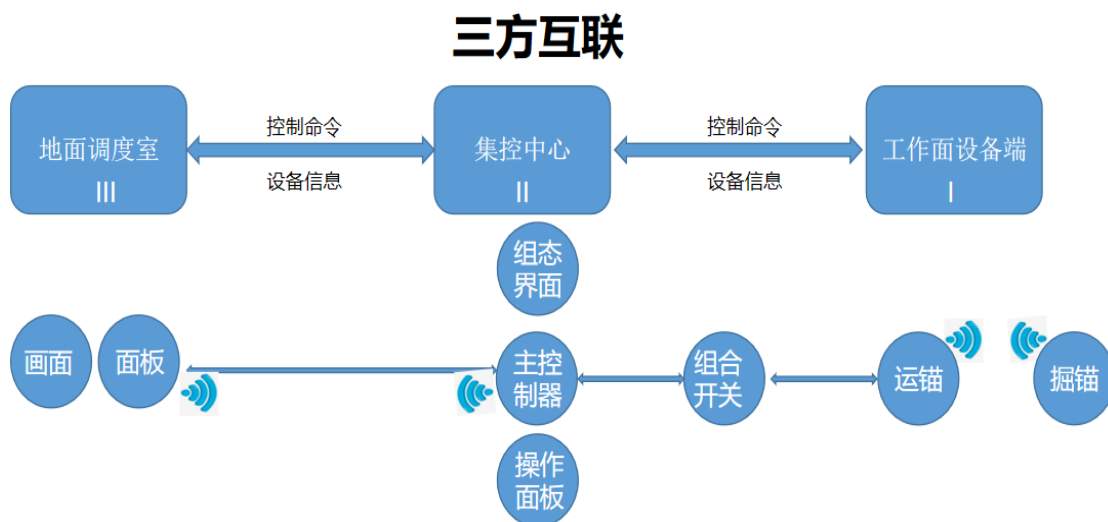 三方互联
地面调度室
III
控制命令
设备信息
集控中心
II
控制命令
设备信息
工作面设备端
I
组态
界面
画面
面板
主控
制器
组合
开关
运锚
掘锚
操作
面板